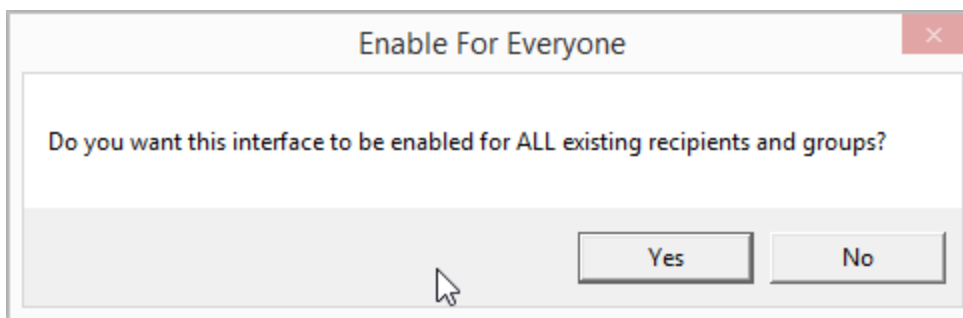 Enable For Everyone
Do you want this interface to be enabled for ALL existing recipients and groups?
Yes
No